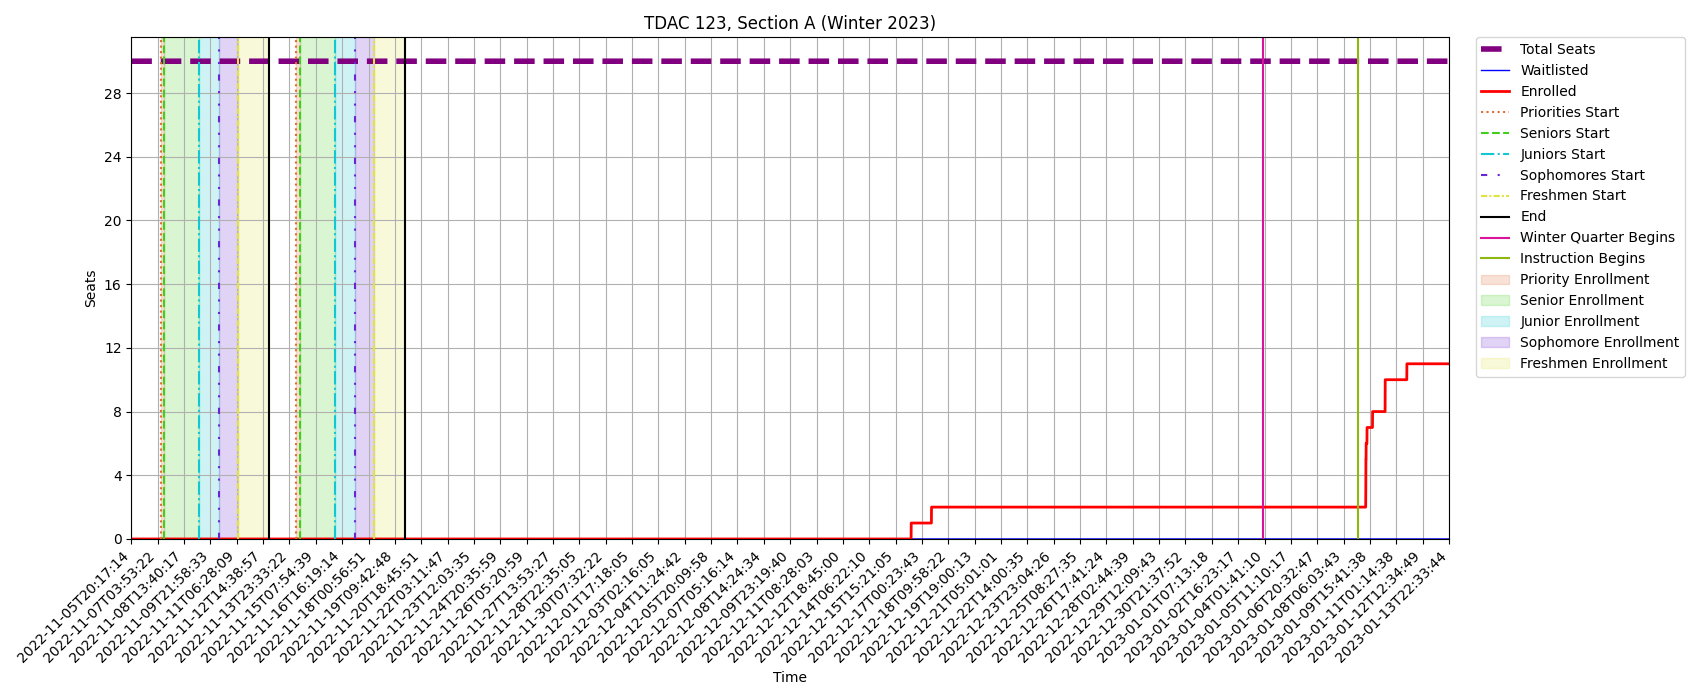 TDAC 123, Section A (Winter 2023)
Total Seats
Waitlisted
Enrolled
Priorities Start
Seniors Start
Juniors Start
Sophomores Start
Freshmen Start
End
Winter Quarter Begins
Instruction Begins
Priority Enrollment
Senior Enrollment
Junior Enrollment
Sophomore Enrollment
Freshmen Enrollment
Seats
28
24
20
16
12
8
4
0
2022-11-05T20:17:14
2022-11-07T03:53:22
2022-11-08T13:40:17
2022-11-09T21:58:33
2022-11-11T06:28:09
2022-11-12T14:38:57
2022-11-13T23:33:22
2022-11-15T07:54:39
2022-11-16T16:19:14
2022-11-18T00:56:51
2022-11-19T09:42:48
2022-11-20T18:45:51
2022-11-22T03:11:47
2022-11-23T12:03:35
2022-11-24T20:35:59
2022-11-26T05:20:59
2022-11-27T13:53:27
2022-11-28T22:35:05
2022-11-30T07:32:22
2022-12-01T17:18:05
2022-12-03T02:16:05
2022-12-04T11:24:42
2022-12-05T20:09:58
2022-12-07T05:16:14
2022-12-08T14:24:34
2022-12-09T23:19:40
2022-12-11T08:28:03
2022-12-12T18:45:00
2022-12-14T06:22:10
2022-12-15T15:21:05
2022-12-17T00:23:43
2022-12-18T09:58:22
2022-12-19T19:00:13
2022-12-21T05:01:01
2022-12-22T14:00:35
2022-12-23T23:04:26
2022-12-25T08:27:35
2022-12-26T17:41:24
2022-12-28T02:44:39
2022-12-29T12:09:43
2022-12-30T21:37:52
2023-01-01T07:13:18
2023-01-02T16:23:17
2023-01-04T01:41:10
2023-01-05T11:10:17
2023-01-06T20:32:47
2023-01-08T06:03:43
2023-01-09T15:41:38
2023-01-11T01:14:38
2023-01-12T12:34:49
2023-01-13T22:33:44
Time